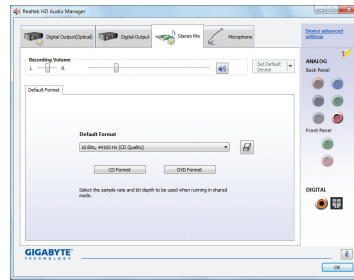 Realtek HD Audio Manager
Digital Output(Optical)
Digital Output
Stereo Mix
Microphone
Device advanced
settings
Recording Volume
L
R
Set Default
Device
ANALOG
Back Panel
Default Format
Default Format
16 Bits, 44100 Hz (CD Quality)
CD Format
DVD Format
Select the sample rate and bit depth to be used when running in shared
mode.
Front Panel
DIGITAL
GIGABYTE
TECHNOLOGY
i
OK